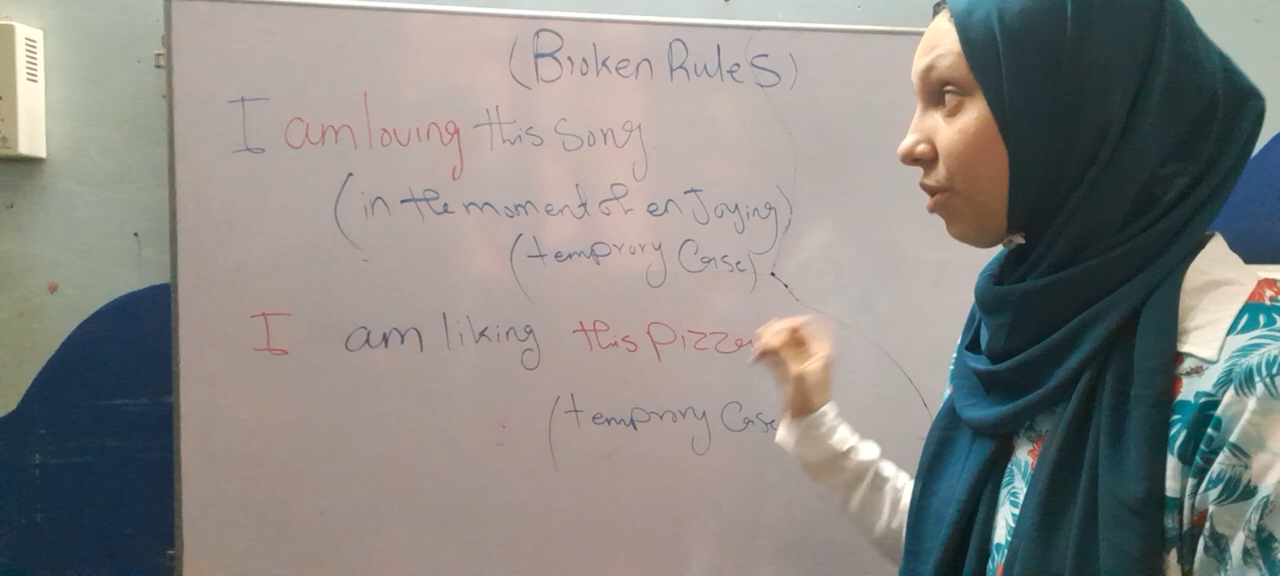 (Broken Rules)
I am loving this song
(in the moment of enJoying)
(temprory Case)
I am liking this pizza
(temprory Case